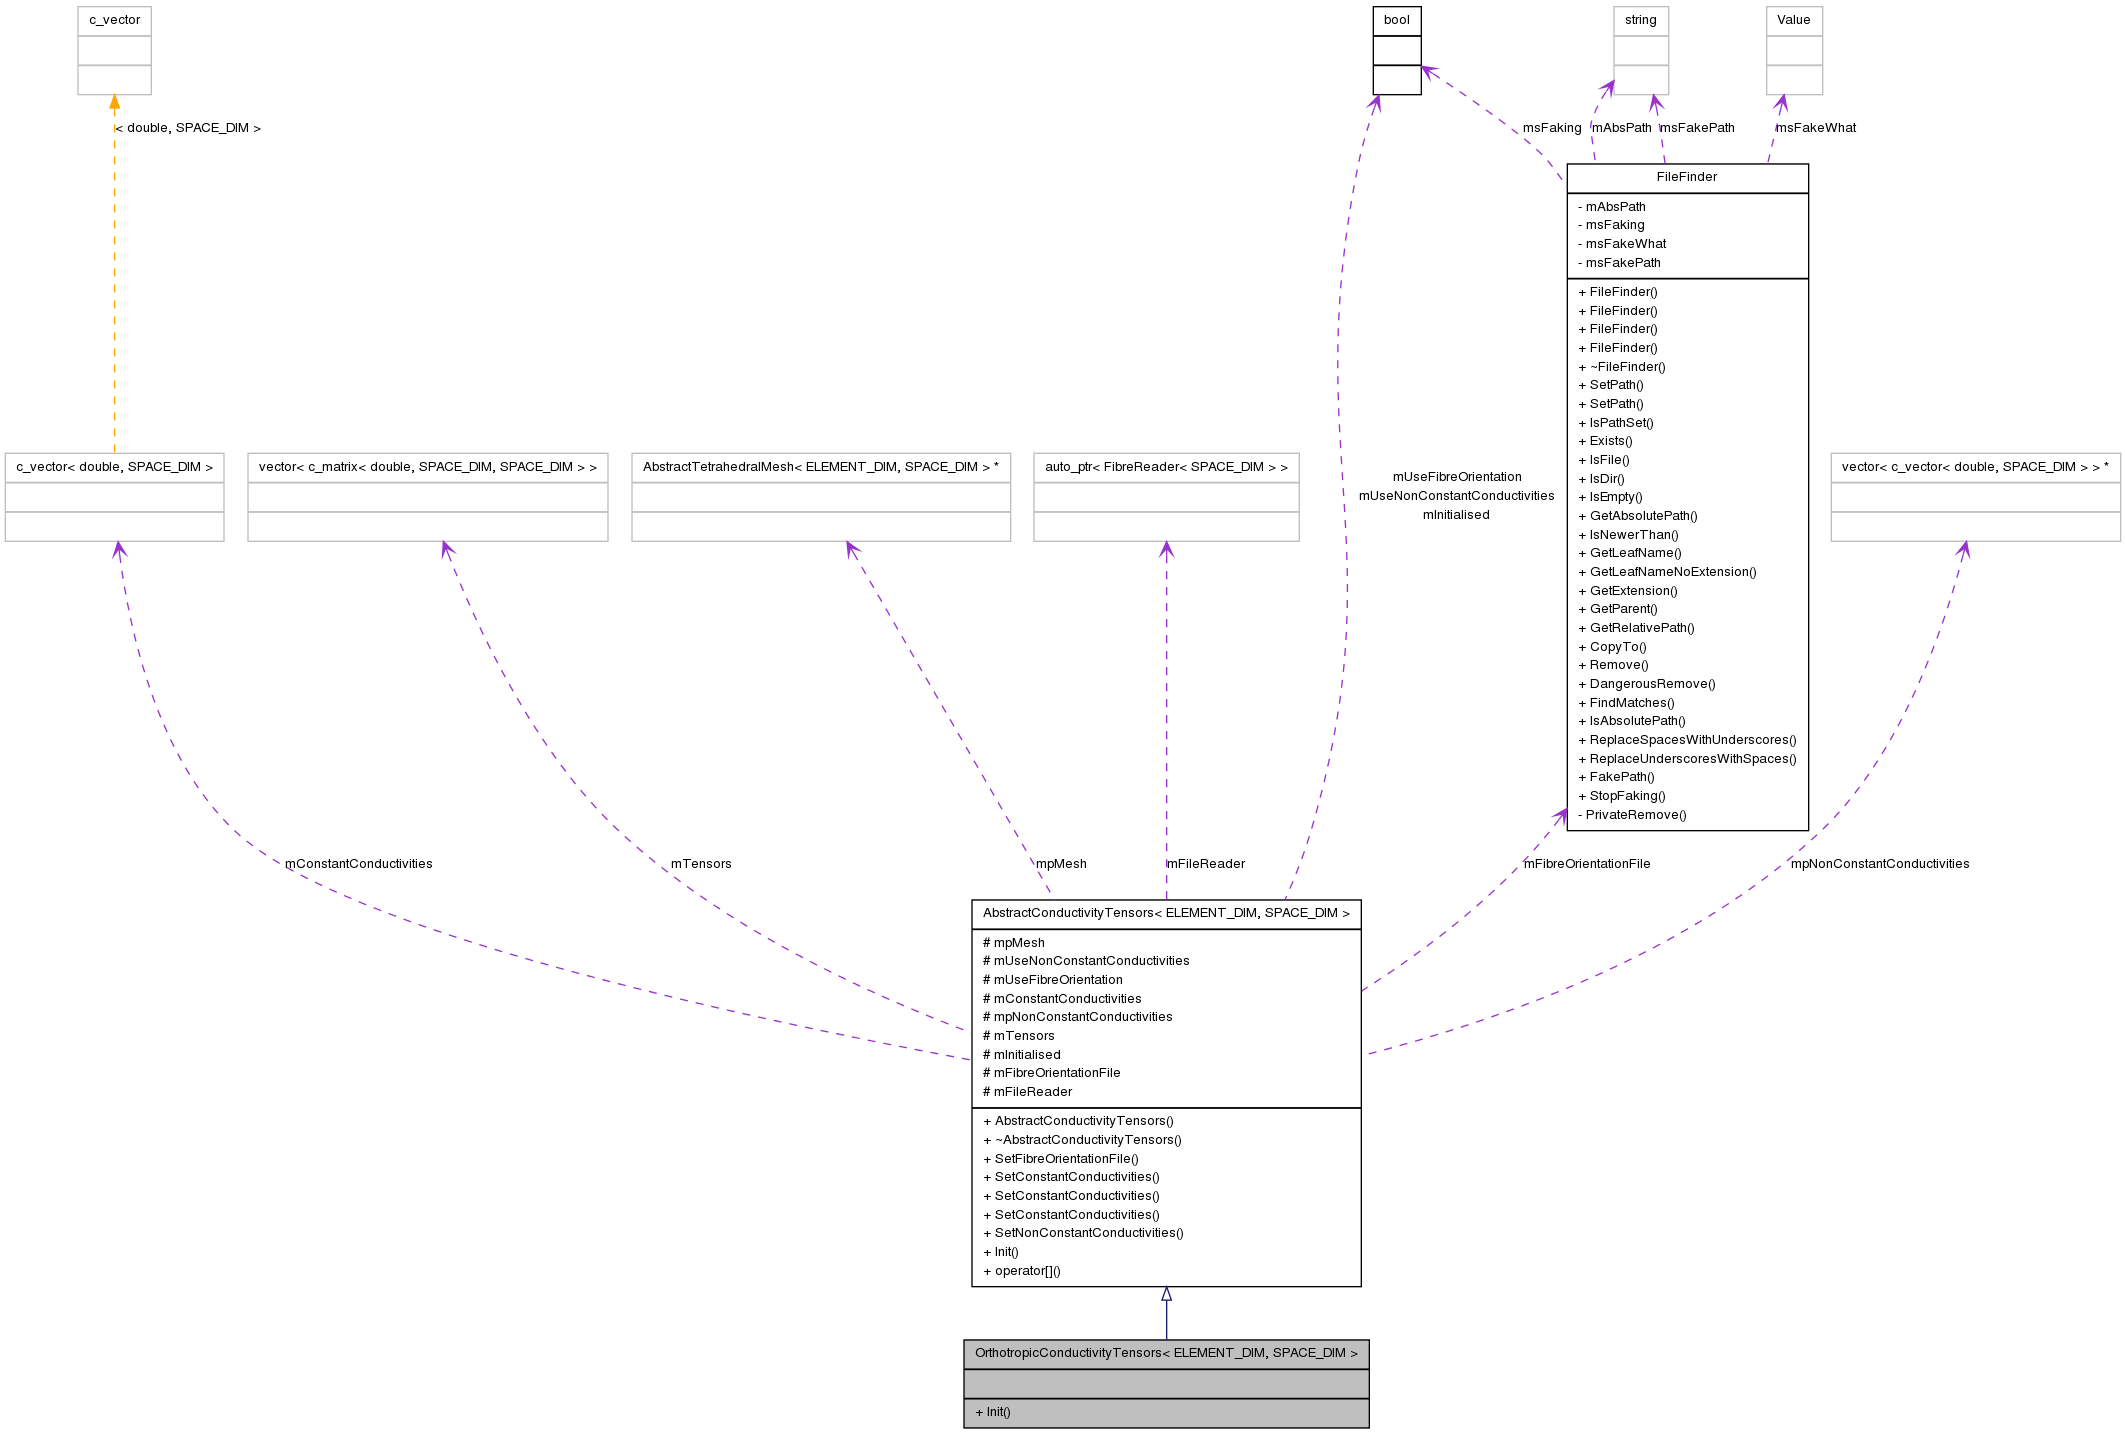 c_vector
bool
string
Value
< double, SPACE_DIM >
msFaking
mAbsPath
msFakePath
msFakeWhat
FileFinder
- mAbsPath
- msFaking
- msFakeWhat
- msFakePath
+ FileFinder()
+ FileFinder()
+ FileFinder()
+ FileFinder()
+ ~FileFinder()
+ SetPath()
+ SetPath()
+ IsPathSet()
+ Exists()
+ IsFile()
+ IsDir()
+ IsEmpty()
+ GetAbsolutePath()
+ IsNewerThan()
+ GetLeafName()
+ GetLeafNameNoExtension()
+ GetExtension()
+ GetParent()
+ GetRelativePath()
+ CopyTo()
+ Remove()
+ DangerousRemove()
+ FindMatches()
+ IsAbsolutePath()
+ ReplaceSpacesWithUnderscores()
+ ReplaceUnderscoresWithSpaces()
+ FakePath()
+ StopFaking()
- PrivateRemove()
c_vector< double, SPACE_DIM >
vector< c_matrix< double, SPACE_DIM, SPACE_DIM > >
AbstractTetrahedralMesh< ELEMENT_DIM, SPACE_DIM > *
auto_ptr< FibreReader< SPACE_DIM > >
mUseFibreOrientation
mUseNonConstantConductivities
mInitialised
vector< c_vector< double, SPACE_DIM > > *
mConstantConductivities
mTensors
mpMesh
mFileReader
mFibreOrientationFile
mpNonConstantConductivities
AbstractConductivityTensors< ELEMENT_DIM, SPACE_DIM >
# mpMesh
# mUseNonConstantConductivities
# mUseFibreOrientation
# mConstantConductivities
# mpNonConstantConductivities
# mTensors
# mInitialised
# mFibreOrientationFile
# mFileReader
+ AbstractConductivityTensors()
+ ~AbstractConductivityTensors()
+ SetFibreOrientationFile()
+ SetConstantConductivities()
+ SetConstantConductivities()
+ SetConstantConductivities()
+ SetNonConstantConductivities()
+ Init()
+ operator[]()
OrthotropicConductivityTensors< ELEMENT_DIM, SPACE_DIM >
+ Init()